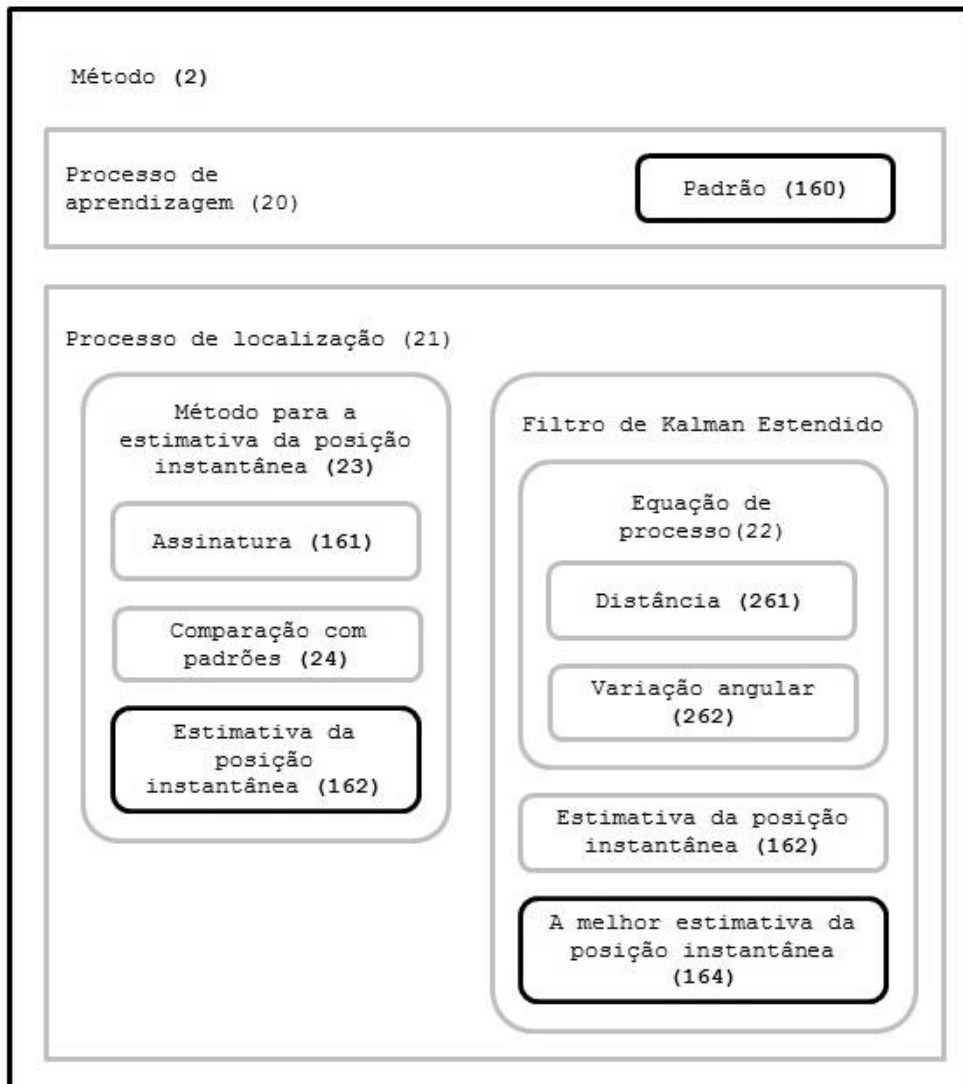 Método (2)
Processo de
aprendizagem (20)
Padrão (160)
Processo de localização (21)
Método para a
estimativa da posição
instantânea (23)
Assinatura (161)
Comparação com
padrões (24)
Estimativa da
posição
instantânea (162)
Filtro de Kalman Estendido
Equação de
processo(22)
Distância (261)
Variação angular
(262)
Estimativa da posição
instantânea (162)
A melhor estimativa da
posição instantânea
(164)